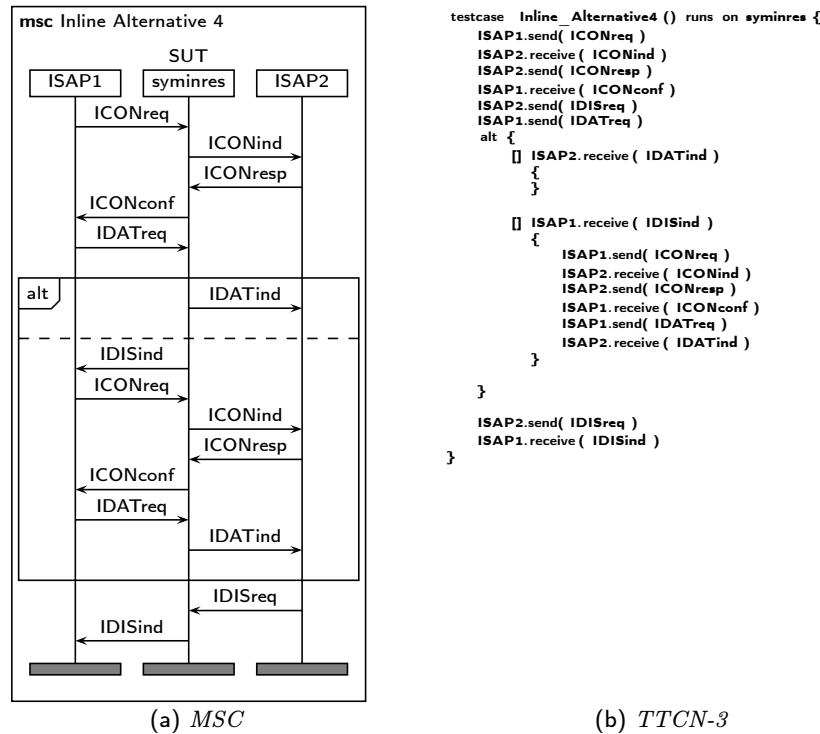 msc Inline Alternative 4
SUT
ISAP1 syminres ISAP2
ICONreq
ICONind
ICONresp
ICONconf
IDATreq
alt
IDATind
IDISind
ICONreq
ICONind
ICONresp
ICONconf
IDATreq
IDATind
IDISreq
IDISind
(a) MSC
testcase Inline_Alternative4 () runs on syminres {
ISAP1.send( ICONreq )
ISAP2.receive( ICONind )
ISAP2.send( ICONresp )
ISAP1.receive( ICONconf )
ISAP2.send( IDISreq )
ISAP1.send( IDATreq )
alt {
[] ISAP2.receive( IDATind )
{
}
[] ISAP1.receive( IDISind )
{
ISAP1.send( ICONreq )
ISAP2.receive( ICONind )
ISAP2.send( ICONresp )
ISAP1.receive( ICONconf )
ISAP1.send( IDATreq )
ISAP2.receive( IDATind )
}
}
ISAP2.send( IDISreq )
ISAP1.receive( IDISind )
}
(b) TTCN-3